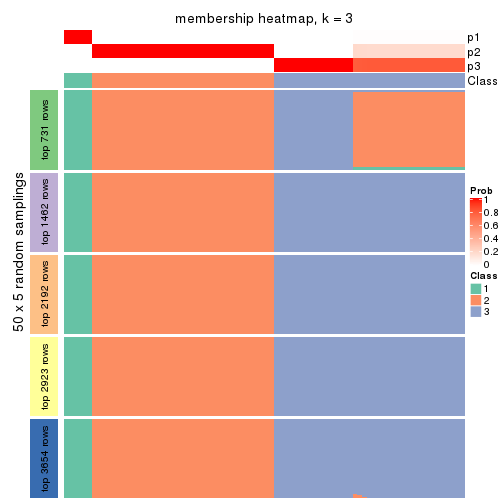 membership heatmap, k = 3
p1
p2
p3
Class
50 x 5 random samplings
top 731 rows
top 1462 rows
top 2192 rows
top 2923 rows
top 3654 rows
Prob
1
0.8
0.6
0.4
0.2
0
Class
1
2
3